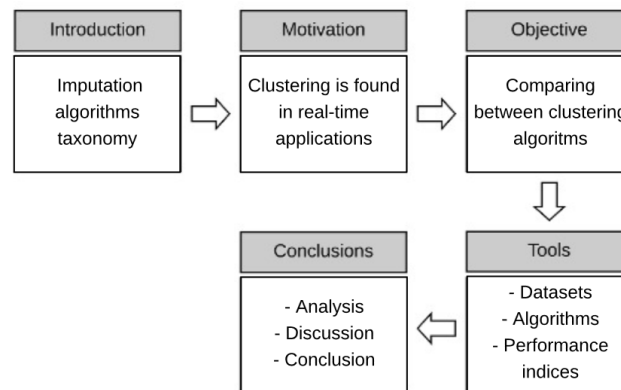 Introduction
Imputation
algorithms
taxonomy
Motivation
Clustering is found
in real-time
applications
Objective
Comparing
between clustering
algoritms
Tools
- Datasets
- Algorithms
- Performance
indices
Conclusions
- Analysis
- Discussion
- Conclusion